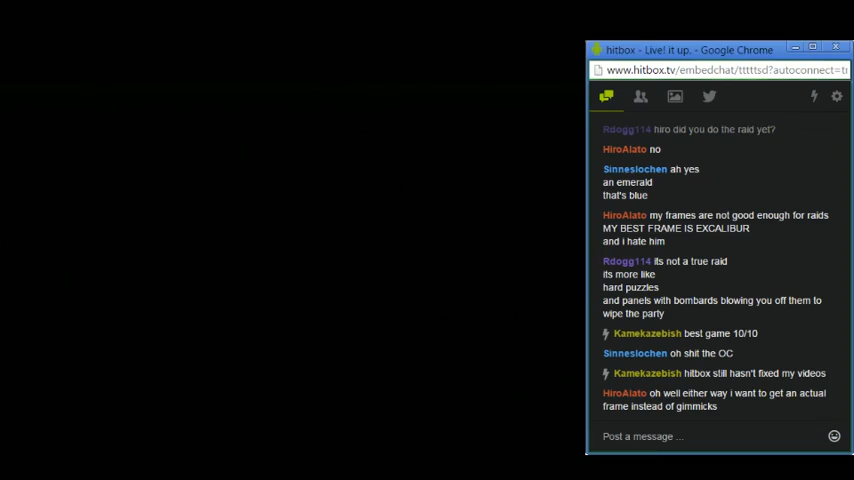 hitbox - Live! it up. - Google Chrome
www.hitbox.tv/embedchat/tttttsd?autoconnect=tr
Rdogg114 hiro did you do the raid yet?
HiroAlato no
Sinneslochen ah yes
an emerald
that's blue
HiroAlato my frames are not good enough for raids
MY BEST FRAME IS EXCALIBUR
and i hate him
Rdogg114 its not a true raid
its more like
hard puzzles
and panels with bombards blowing you off them to
wipe the party
Kamekazebish best game 10/10
Sinneslochen oh shit the OC
Kamekazebish hitbox still hasn't fixed my videos
HiroAlato oh well either way i want to get an actual
frame instead of gimmicks
Post a message ...